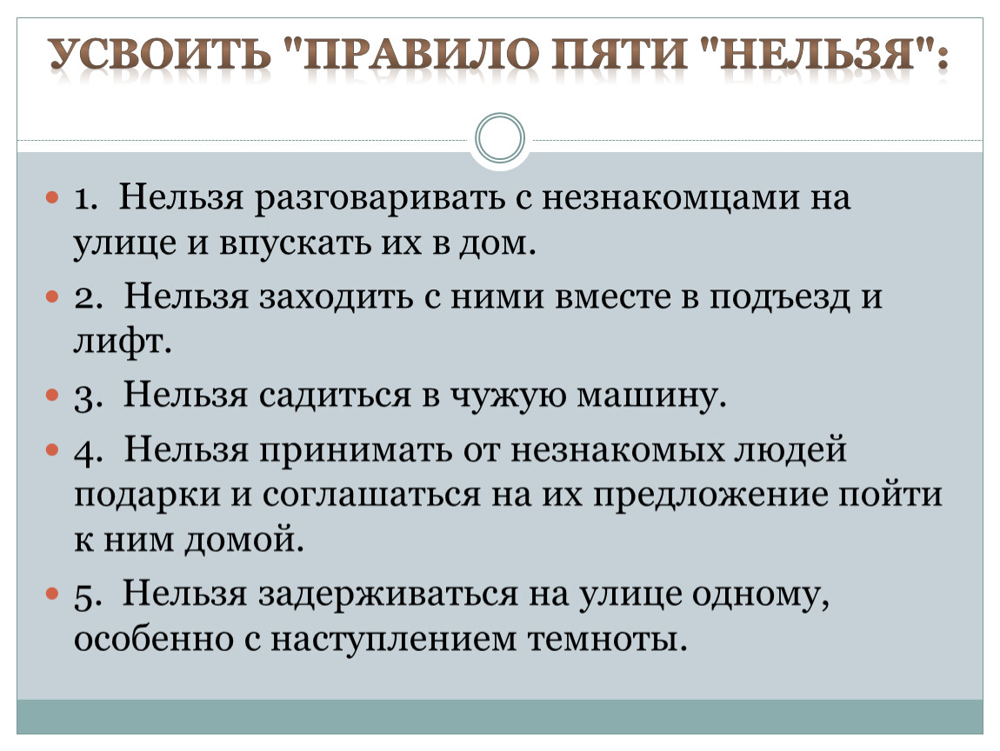 УСВОИТЬ "ПРАВИЛО ПЯТИ "НЕЛЬЗЯ":
• 1.  Нельзя разговаривать с незнакомцами на
улице и впускать их в дом.
• 2.  Нельзя заходить с ними вместе в подъезд и
лифт.
• 3.  Нельзя садиться в чужую машину.
• 4.  Нельзя принимать от незнакомых людей
подарки и соглашаться на их предложение пойти
к ним домой.
• 5.  Нельзя задерживаться на улице одному,
особенно с наступлением темноты.